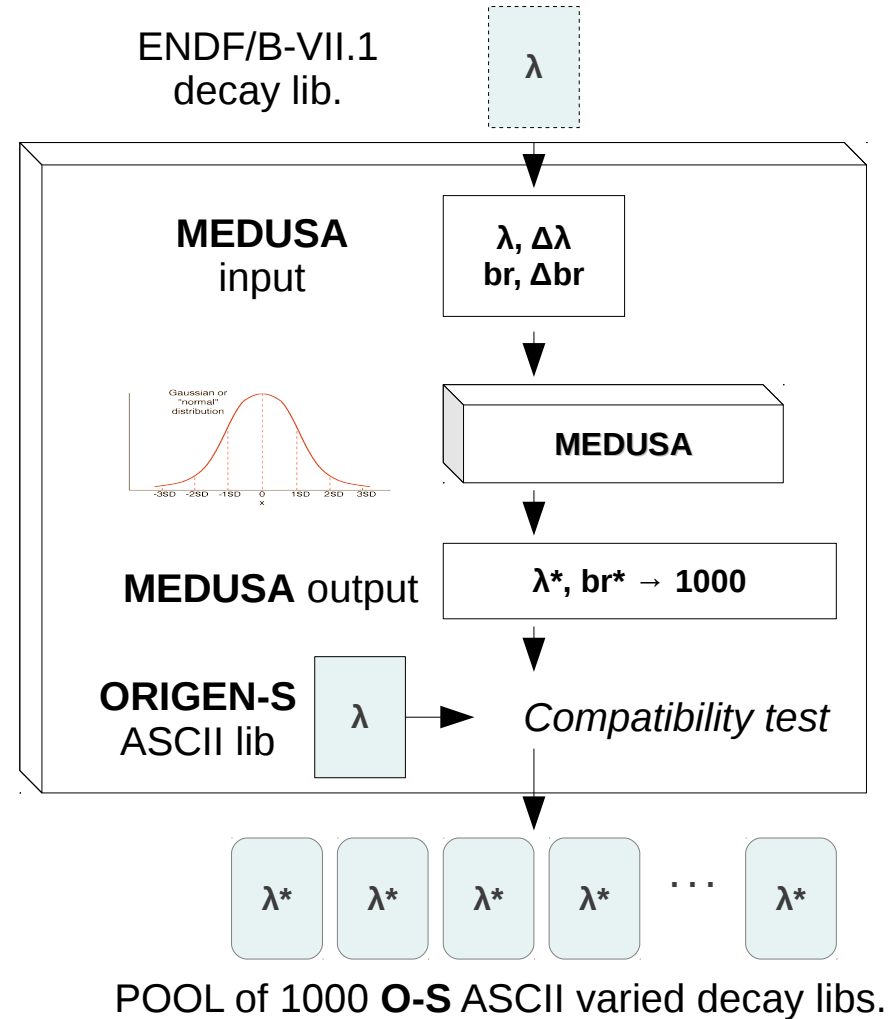 ENDF/B-VII.1
decay lib.
λ
MEDUSA
input
λ, Δλ
br, Δbr
Gaussian or
"normal"
distribution
-3SD -2SD -1SD 0 1SD 2SD 3SD
x
MEDUSA
MEDUSA output
λ*, br* → 1000
ORIGEN-S
ASCII lib
λ
Compatibility test
λ* λ* λ* λ* ... λ*
POOL of 1000 O-S ASCII varied decay libs.